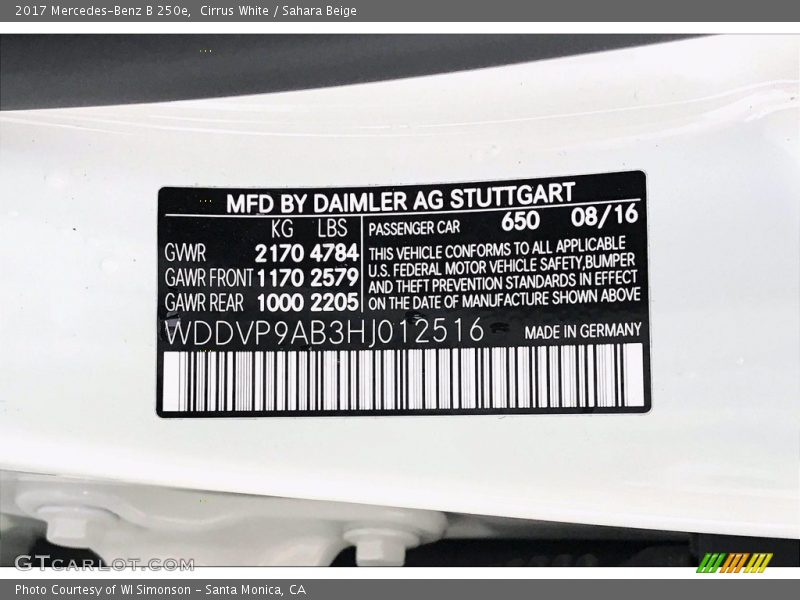 2017 Mercedes-Benz B 250e, Cirrus White / Sahara Beige
MFD BY DAIMLER AG STUTTGART
KG LBS
GVWR 2170 4784
GAWR FRONT 1170 2579
GAWR REAR 1000 2205
PASSENGER CAR 650 08/16
THIS VEHICLE CONFORMS TO ALL APPLICABLE
U.S. FEDERAL MOTOR VEHICLE SAFETY,BUMPER
AND THEFT PREVENTION STANDARDS IN EFFECT
ON THE DATE OF MANUFACTURE SHOWN ABOVE
WDDVP9AB3HJ012516 MADE IN GERMANY
GTCARLOT.COM
Photo Courtesy of WI Simonson - Santa Monica, CA